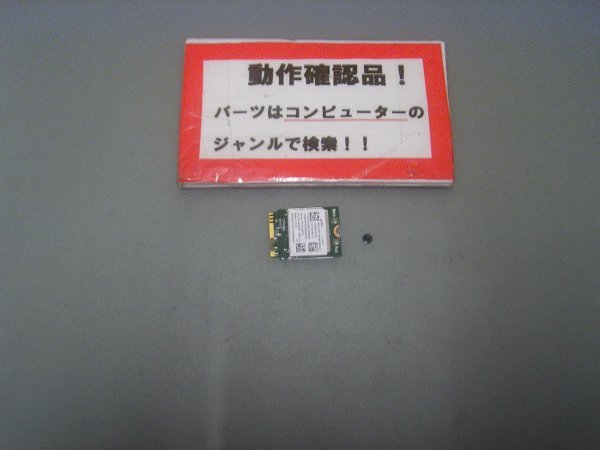 動作確認品！
パーツはコンピューターの
ジャンルで検索！！